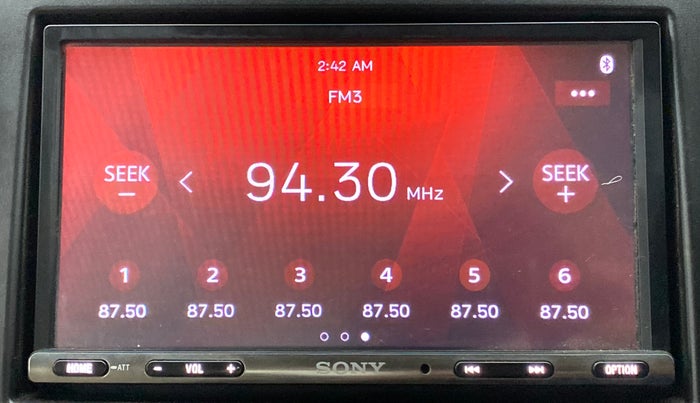 2:42 AM
FM3
•••
SEEK − < 94.30 MHz > SEEK +
1 2 3 4 5 6
87.50 87.50 87.50 87.50 87.50 87.50
HOME -ATT - VOL + SONY OPTION